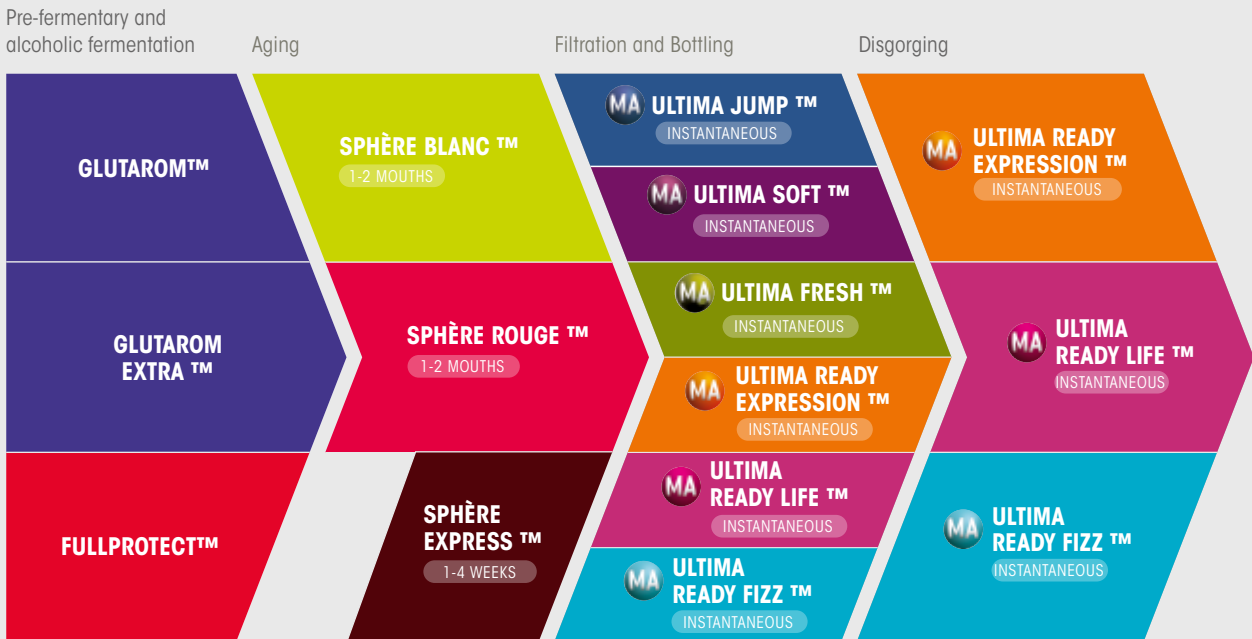 Pre-fermentary and
alcoholic fermentation
Aging
Filtration and Bottling
Disgorging
GLUTAROM™
GLUTAROM
EXTRA ™
FULLPROTECT™
SPHÈRE BLANC ™
1-2 MOUTHS
SPHÈRE ROUGE ™
1-2 MOUTHS
SPHÈRE
EXPRESS ™
1-4 WEEKS
MA ULTIMA JUMP ™
INSTANTANEOUS
MA ULTIMA SOFT ™
INSTANTANEOUS
MA ULTIMA FRESH ™
INSTANTANEOUS
MA ULTIMA READY
EXPRESSION ™
INSTANTANEOUS
MA ULTIMA
READY LIFE ™
INSTANTANEOUS
MA ULTIMA
READY FIZZ ™
INSTANTANEOUS
MA ULTIMA READY
EXPRESSION ™
INSTANTANEOUS
MA ULTIMA
READY LIFE ™
INSTANTANEOUS
MA ULTIMA
READY FIZZ ™
INSTANTANEOUS